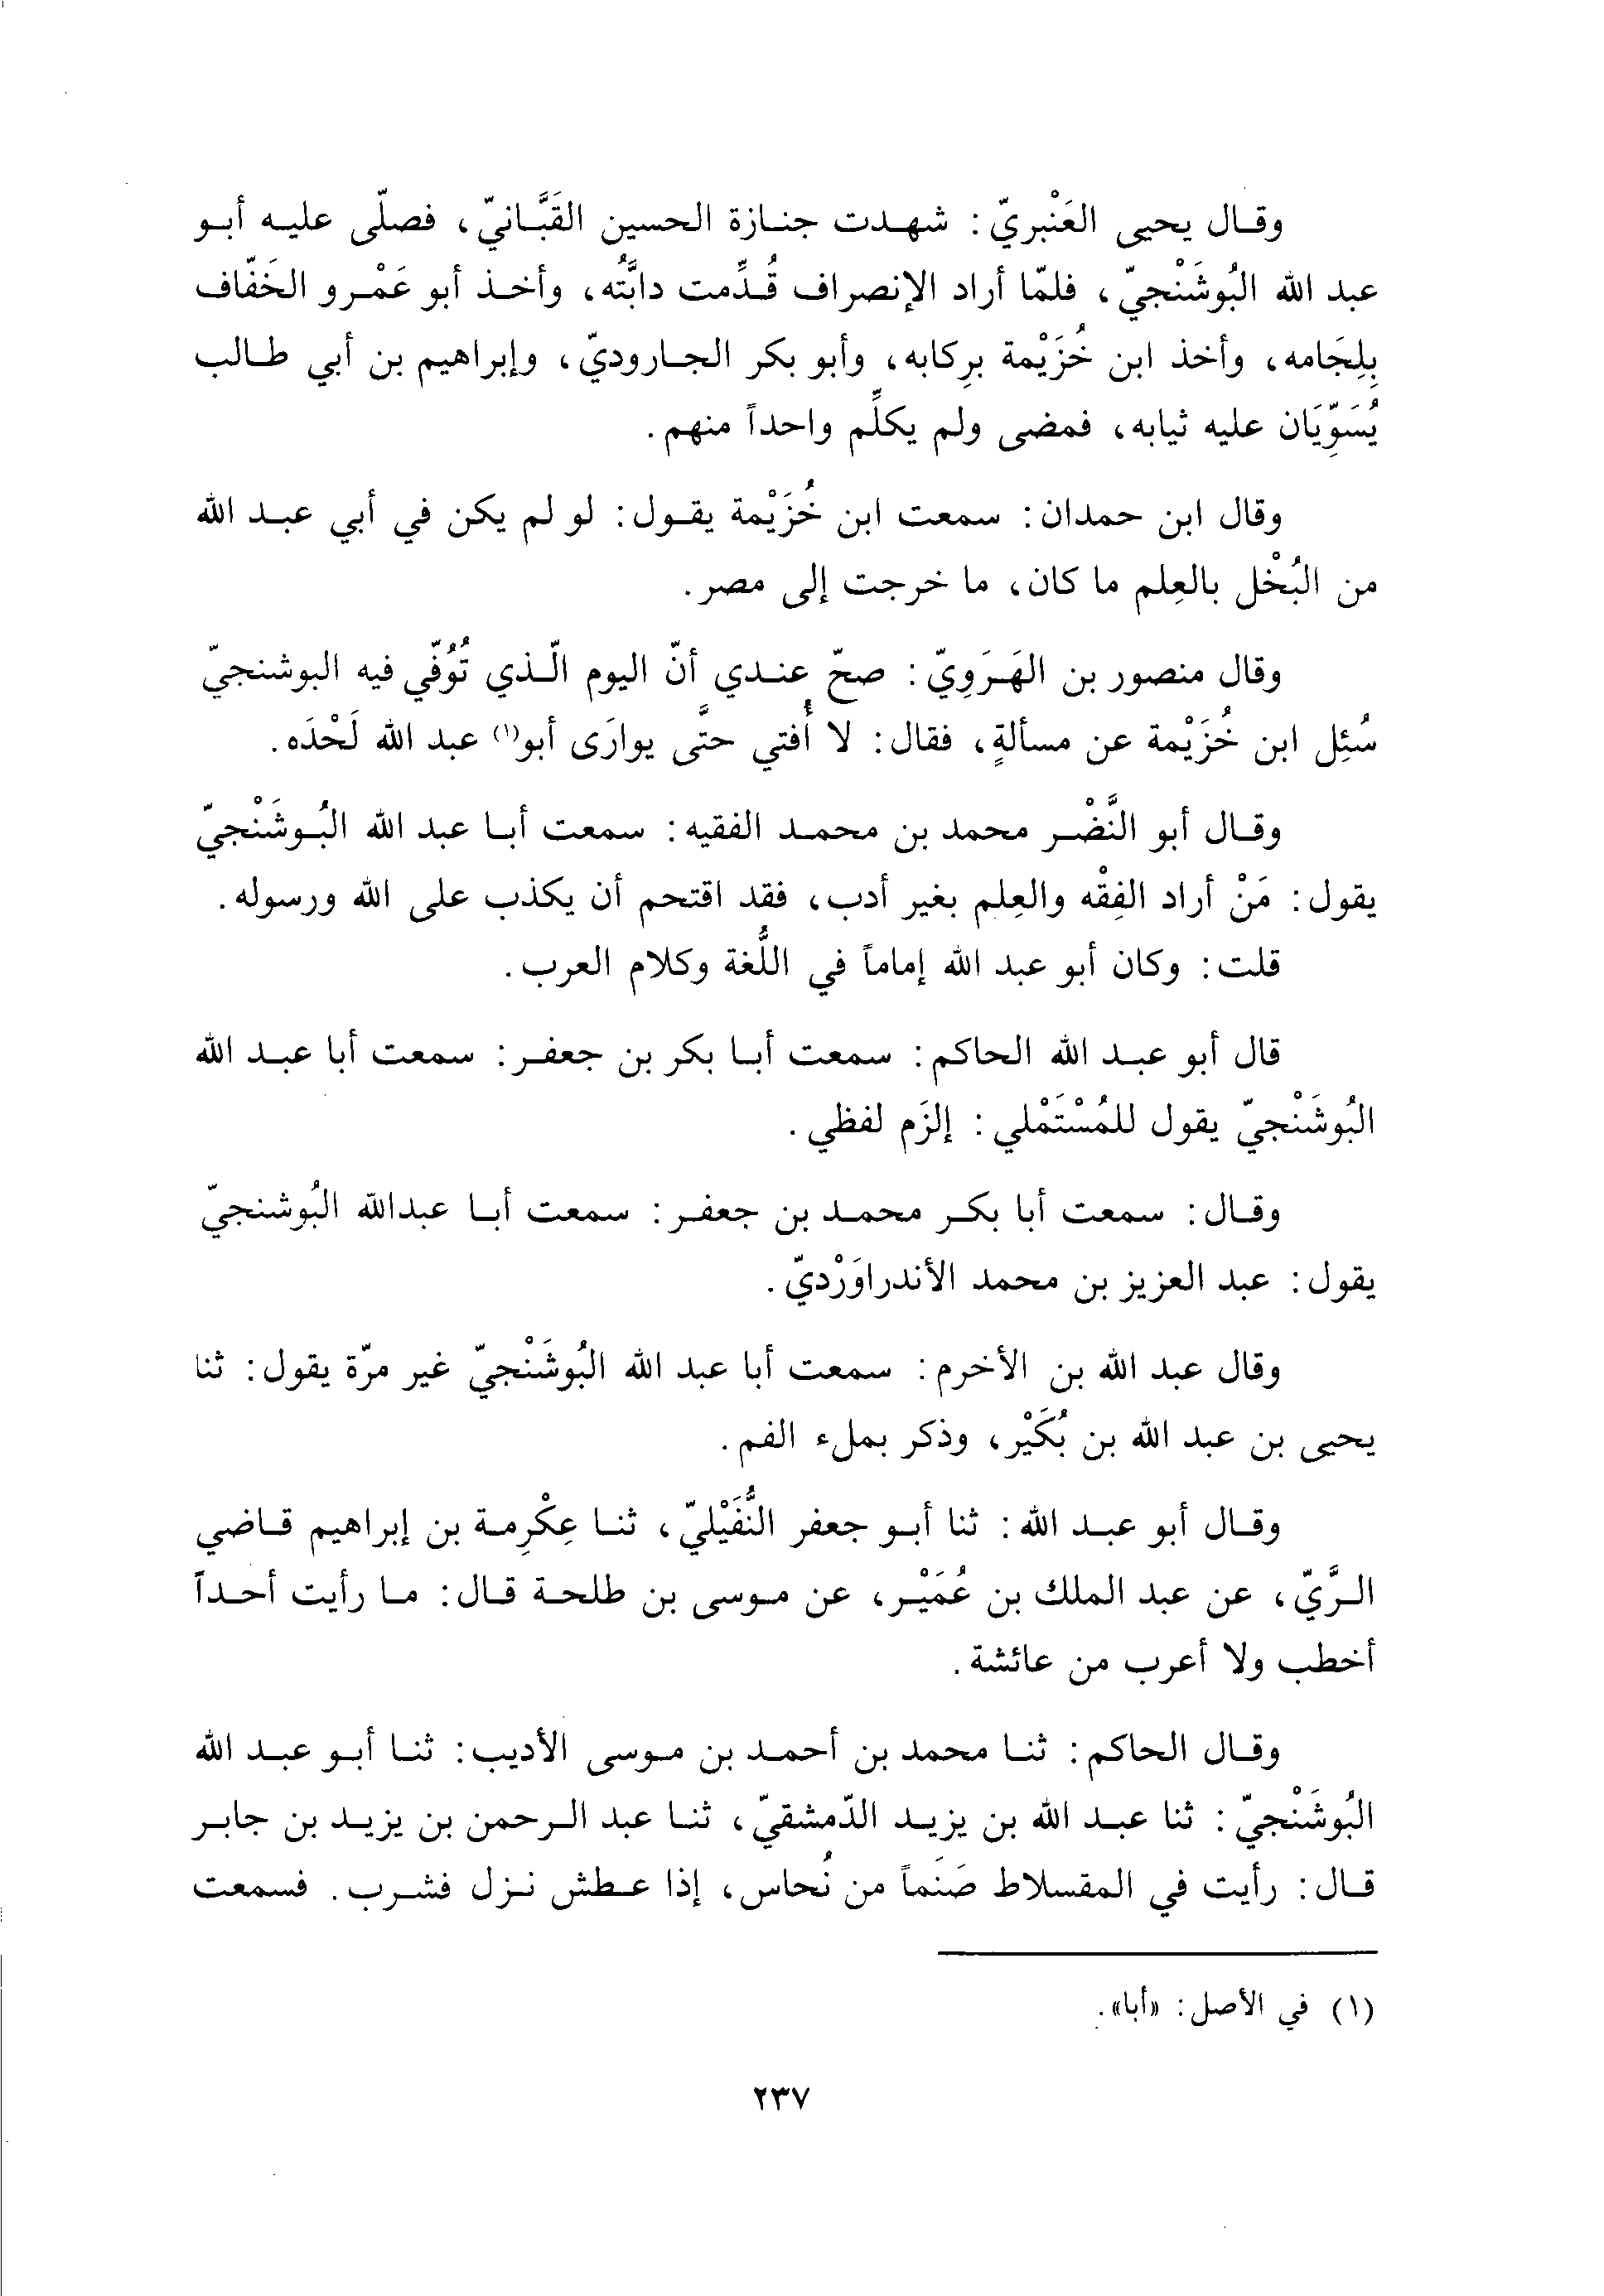 وقال يحيى العَنْبريّ: شهدت جنازة الحسين القَبَّانيّ، فصلّى عليه أبو
عبد الله البُوشَنْجيّ، فلمّا أراد الإنصراف قُدِّمت دابَّتُه، وأخذ أبو عَمْرو الخَفّاف
بِلِجَامه، وأخذ ابن خُزَيْمة بركابه، وأبو بكر الجاروديّ، وإبراهيم بن أبي طالب
يُسَوِّيَان عليه ثيابه، فمضى ولم يكلِّم واحداً منهم.
وقال ابن حمدان: سمعت ابن خُزَيْمة يقول: لو لم يكن في أبي عبد الله
من البُخْل بالعِلم ما كان، ما خرجت إلى مصر.
وقال منصور بن الهَرَوِيّ: صحّ عندي أنّ اليوم الّذي تُوُفّي فيه البوشنجيّ
سُئِل ابن خُزَيْمة عن مسألةٍ، فقال: لا أُفتي حتَّى يوارَى أبو(١) عبد الله لَحْدَه.
وقال أبو النَّضْر محمد بن محمد الفقيه: سمعت أبا عبد الله البُوشَنْجيّ
يقول: مَنْ أراد الفِقْه والعِلم بغير أدب، فقد اقتحم أن يكذب على الله ورسوله.
قلت: وكان أبو عبد الله إماماً في اللُّغة وكلام العرب.
قال أبو عبد الله الحاكم: سمعت أبا بكر بن جعفر: سمعت أبا عبد الله
البُوشَنْجيّ يقول للمُسْتَمْلي: إلزَم لفظي.
وقال: سمعت أبا بكر محمد بن جعفر: سمعت أبا عبدالله البُوشنجيّ
يقول: عبد العزيز بن محمد الأندراوَرْديّ.
وقال عبد الله بن الأخرم: سمعت أبا عبد الله البُوشَنْجيّ غير مرّة يقول: ثنا
يحيى بن عبد الله بن بُكَيْر، وذكر بملء الفم.
وقال أبو عبد الله: ثنا أبو جعفر النُّفَيْليّ، ثنا عِكْرِمة بن إبراهيم قاضي
الرَّيّ، عن عبد الملك بن عُمَيْر، عن موسى بن طلحة قال: ما رأيت أحداً
أخطب ولا أعرب من عائشة.
وقال الحاكم: ثنا محمد بن أحمد بن موسى الأديب: ثنا أبو عبد الله
البُوشَنْجيّ: ثنا عبد الله بن يزيد الدّمشقيّ، ثنا عبد الرحمن بن يزيد بن جابر
قال: رأيت في المقسلاط صَنَماً من نُحاس، إذا عطش نزل فشرب. فسمعت
(١) في الأصل: «أبا».
٢٣٧